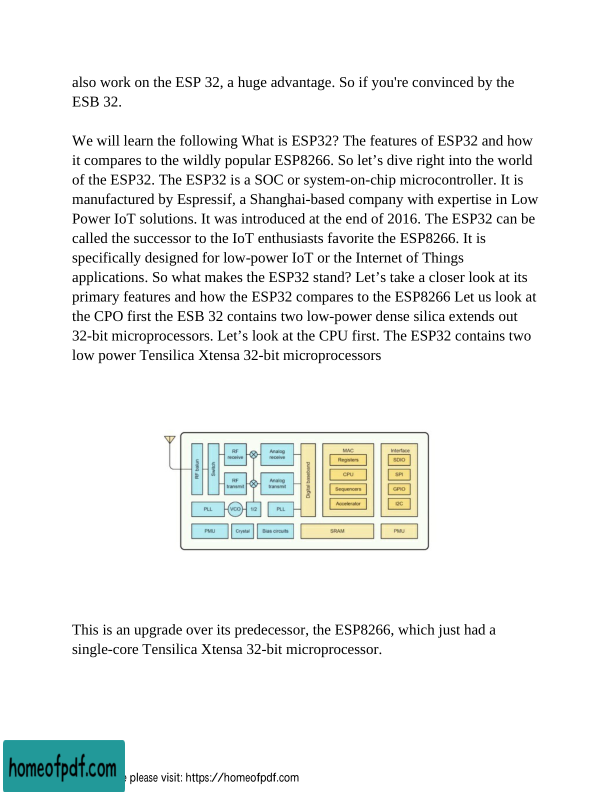 also work on the ESP 32, a huge advantage. So if you're convinced by the
ESB 32.
We will learn the following What is ESP32? The features of ESP32 and how
it compares to the wildly popular ESP8266. So let’s dive right into the world
of the ESP32. The ESP32 is a SOC or system-on-chip microcontroller. It is
manufactured by Espressif, a Shanghai-based company with expertise in Low
Power IoT solutions. It was introduced at the end of 2016. The ESP32 can be
called the successor to the IoT enthusiasts favorite the ESP8266. It is
specifically designed for low-power IoT or the Internet of Things
applications. So what makes the ESP32 stand? Let’s take a closer look at its
primary features and how the ESP32 compares to the ESP8266 Let us look at
the CPO first the ESB 32 contains two low-power dense silica extends out
32-bit microprocessors. Let’s look at the CPU first. The ESP32 contains two
low power Tensilica Xtensa 32-bit microprocessors
RF balun
Switch
RF
receive
Analog
receive
RF
transmit
Analog
transmit
PLL
VCO
1/2
PLL
Digital baseband
MAC
Registers
CPU
Sequencers
Accelerator
Interface
SDIO
SPI
GPIO
I2C
PMU
Crystal
Bias circuits
SRAM
PMU
This is an upgrade over its predecessor, the ESP8266, which just had a
single-core Tensilica Xtensa 32-bit microprocessor.
homeofpdf.com
please visit: https://homeofpdf.com